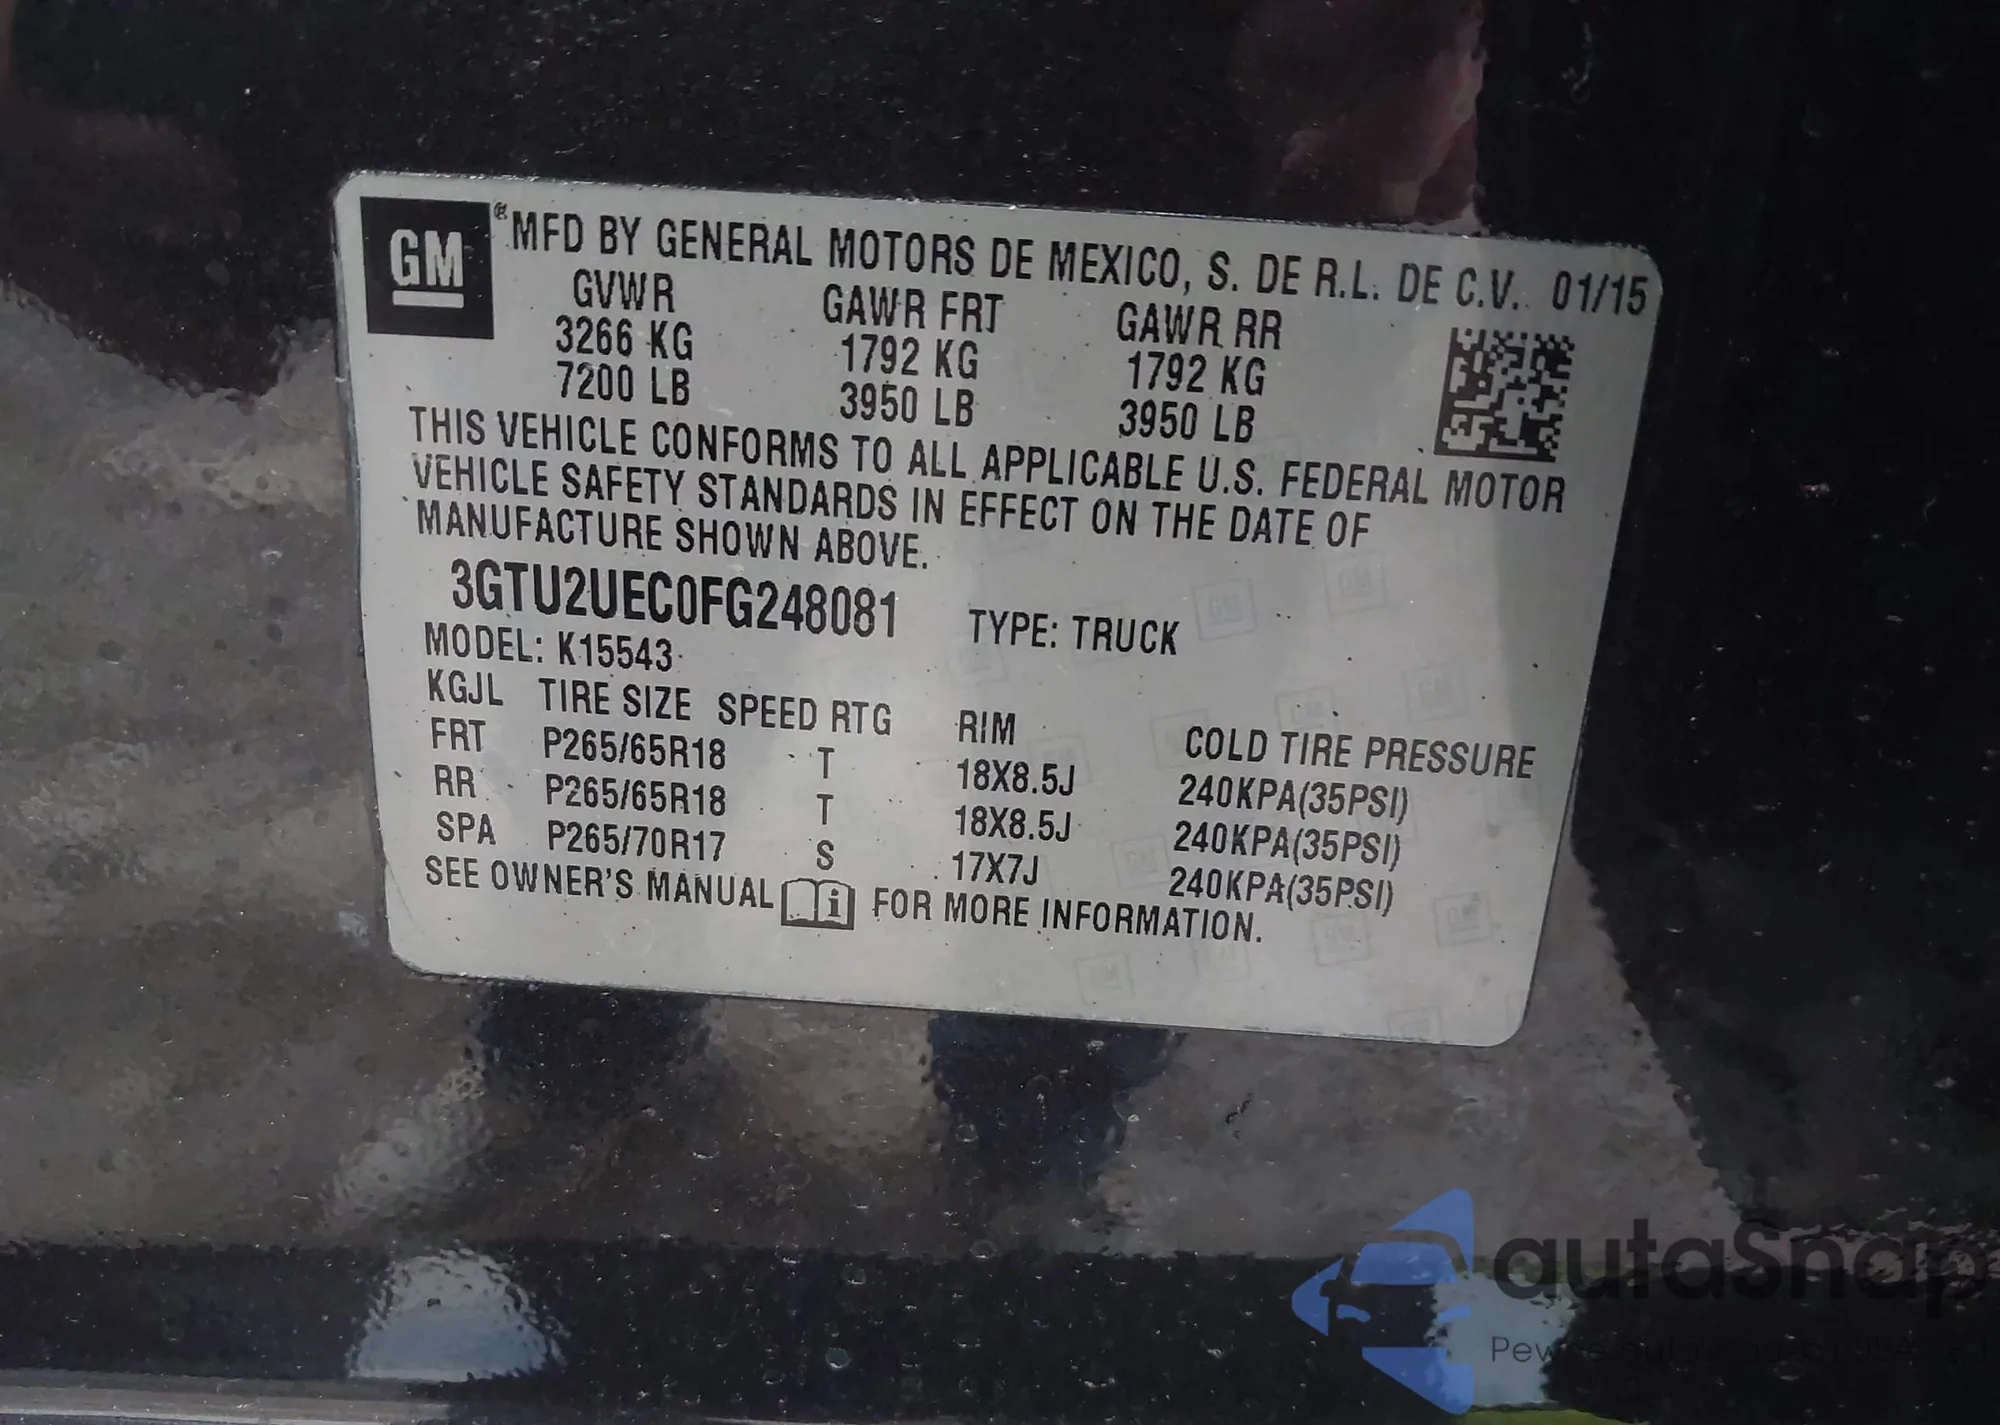 GM ® MFD BY GENERAL MOTORS DE MEXICO, S. DE R.L. DE C.V. 01/15
GVWR GAWR FRT GAWR RR
3266 KG 1792 KG 1792 KG
7200 LB 3950 LB 3950 LB
THIS VEHICLE CONFORMS TO ALL APPLICABLE U.S. FEDERAL MOTOR
VEHICLE SAFETY STANDARDS IN EFFECT ON THE DATE OF
MANUFACTURE SHOWN ABOVE.
3GTU2UEC0FG248081 TYPE: TRUCK
MODEL: K15543
KGJL TIRE SIZE SPEED RTG RIM COLD TIRE PRESSURE
FRT P265/65R18 T 18X8.5J 240KPA(35PSI)
RR P265/65R18 T 18X8.5J 240KPA(35PSI)
SPA P265/70R17 S 17X7J 240KPA(35PSI)
SEE OWNER'S MANUAL i FOR MORE INFORMATION.
autaSnap